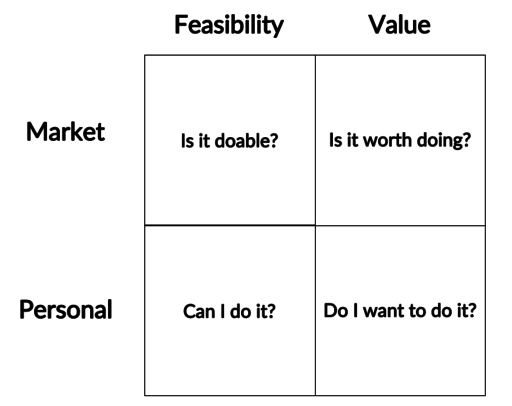 Feasibility Value
Market Is it doable? Is it worth doing?
Personal Can I do it? Do I want to do it?